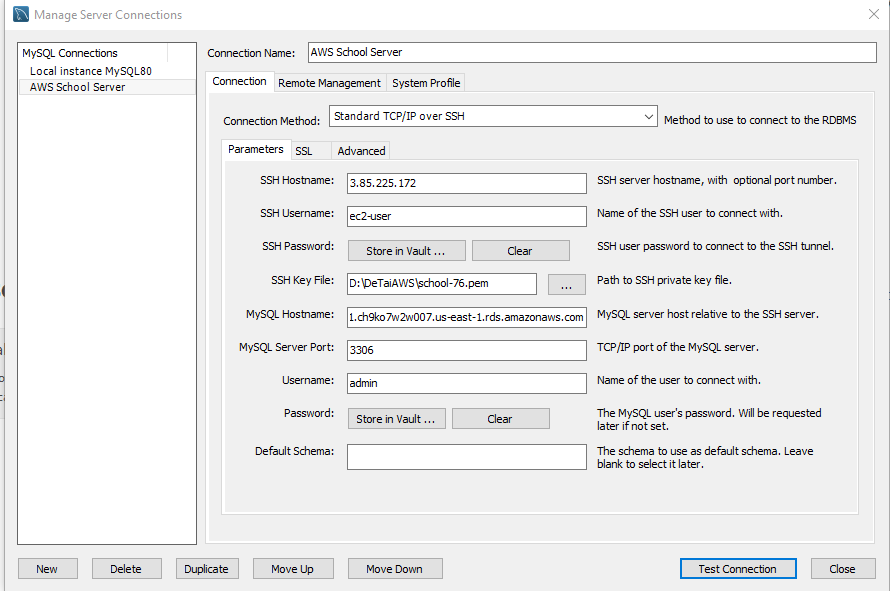 Manage Server Connections
MySQL Connections
Local instance MySQL80
AWS School Server
Connection Name: AWS School Server
Connection Remote Management System Profile
Connection Method: Standard TCP/IP over SSH Method to use to connect to the RDBMS
Parameters SSL Advanced
SSH Hostname: 3.85.225.172 SSH server hostname, with optional port number.
SSH Username: ec2-user Name of the SSH user to connect with.
SSH Password: Store in Vault ... Clear SSH user password to connect to the SSH tunnel.
SSH Key File: D:\DeTaiAWS\school-76.pem ... Path to SSH private key file.
MySQL Hostname: 1.ch9ko7w2w007.us-east-1.rds.amazonaws.com MySQL server host relative to the SSH server.
MySQL Server Port: 3306 TCP/IP port of the MySQL server.
Username: admin Name of the user to connect with.
Password: Store in Vault ... Clear The MySQL user's password. Will be requested
later if not set.
Default Schema: The schema to use as default schema. Leave
blank to select it later.
New Delete Duplicate Move Up Move Down Test Connection Close